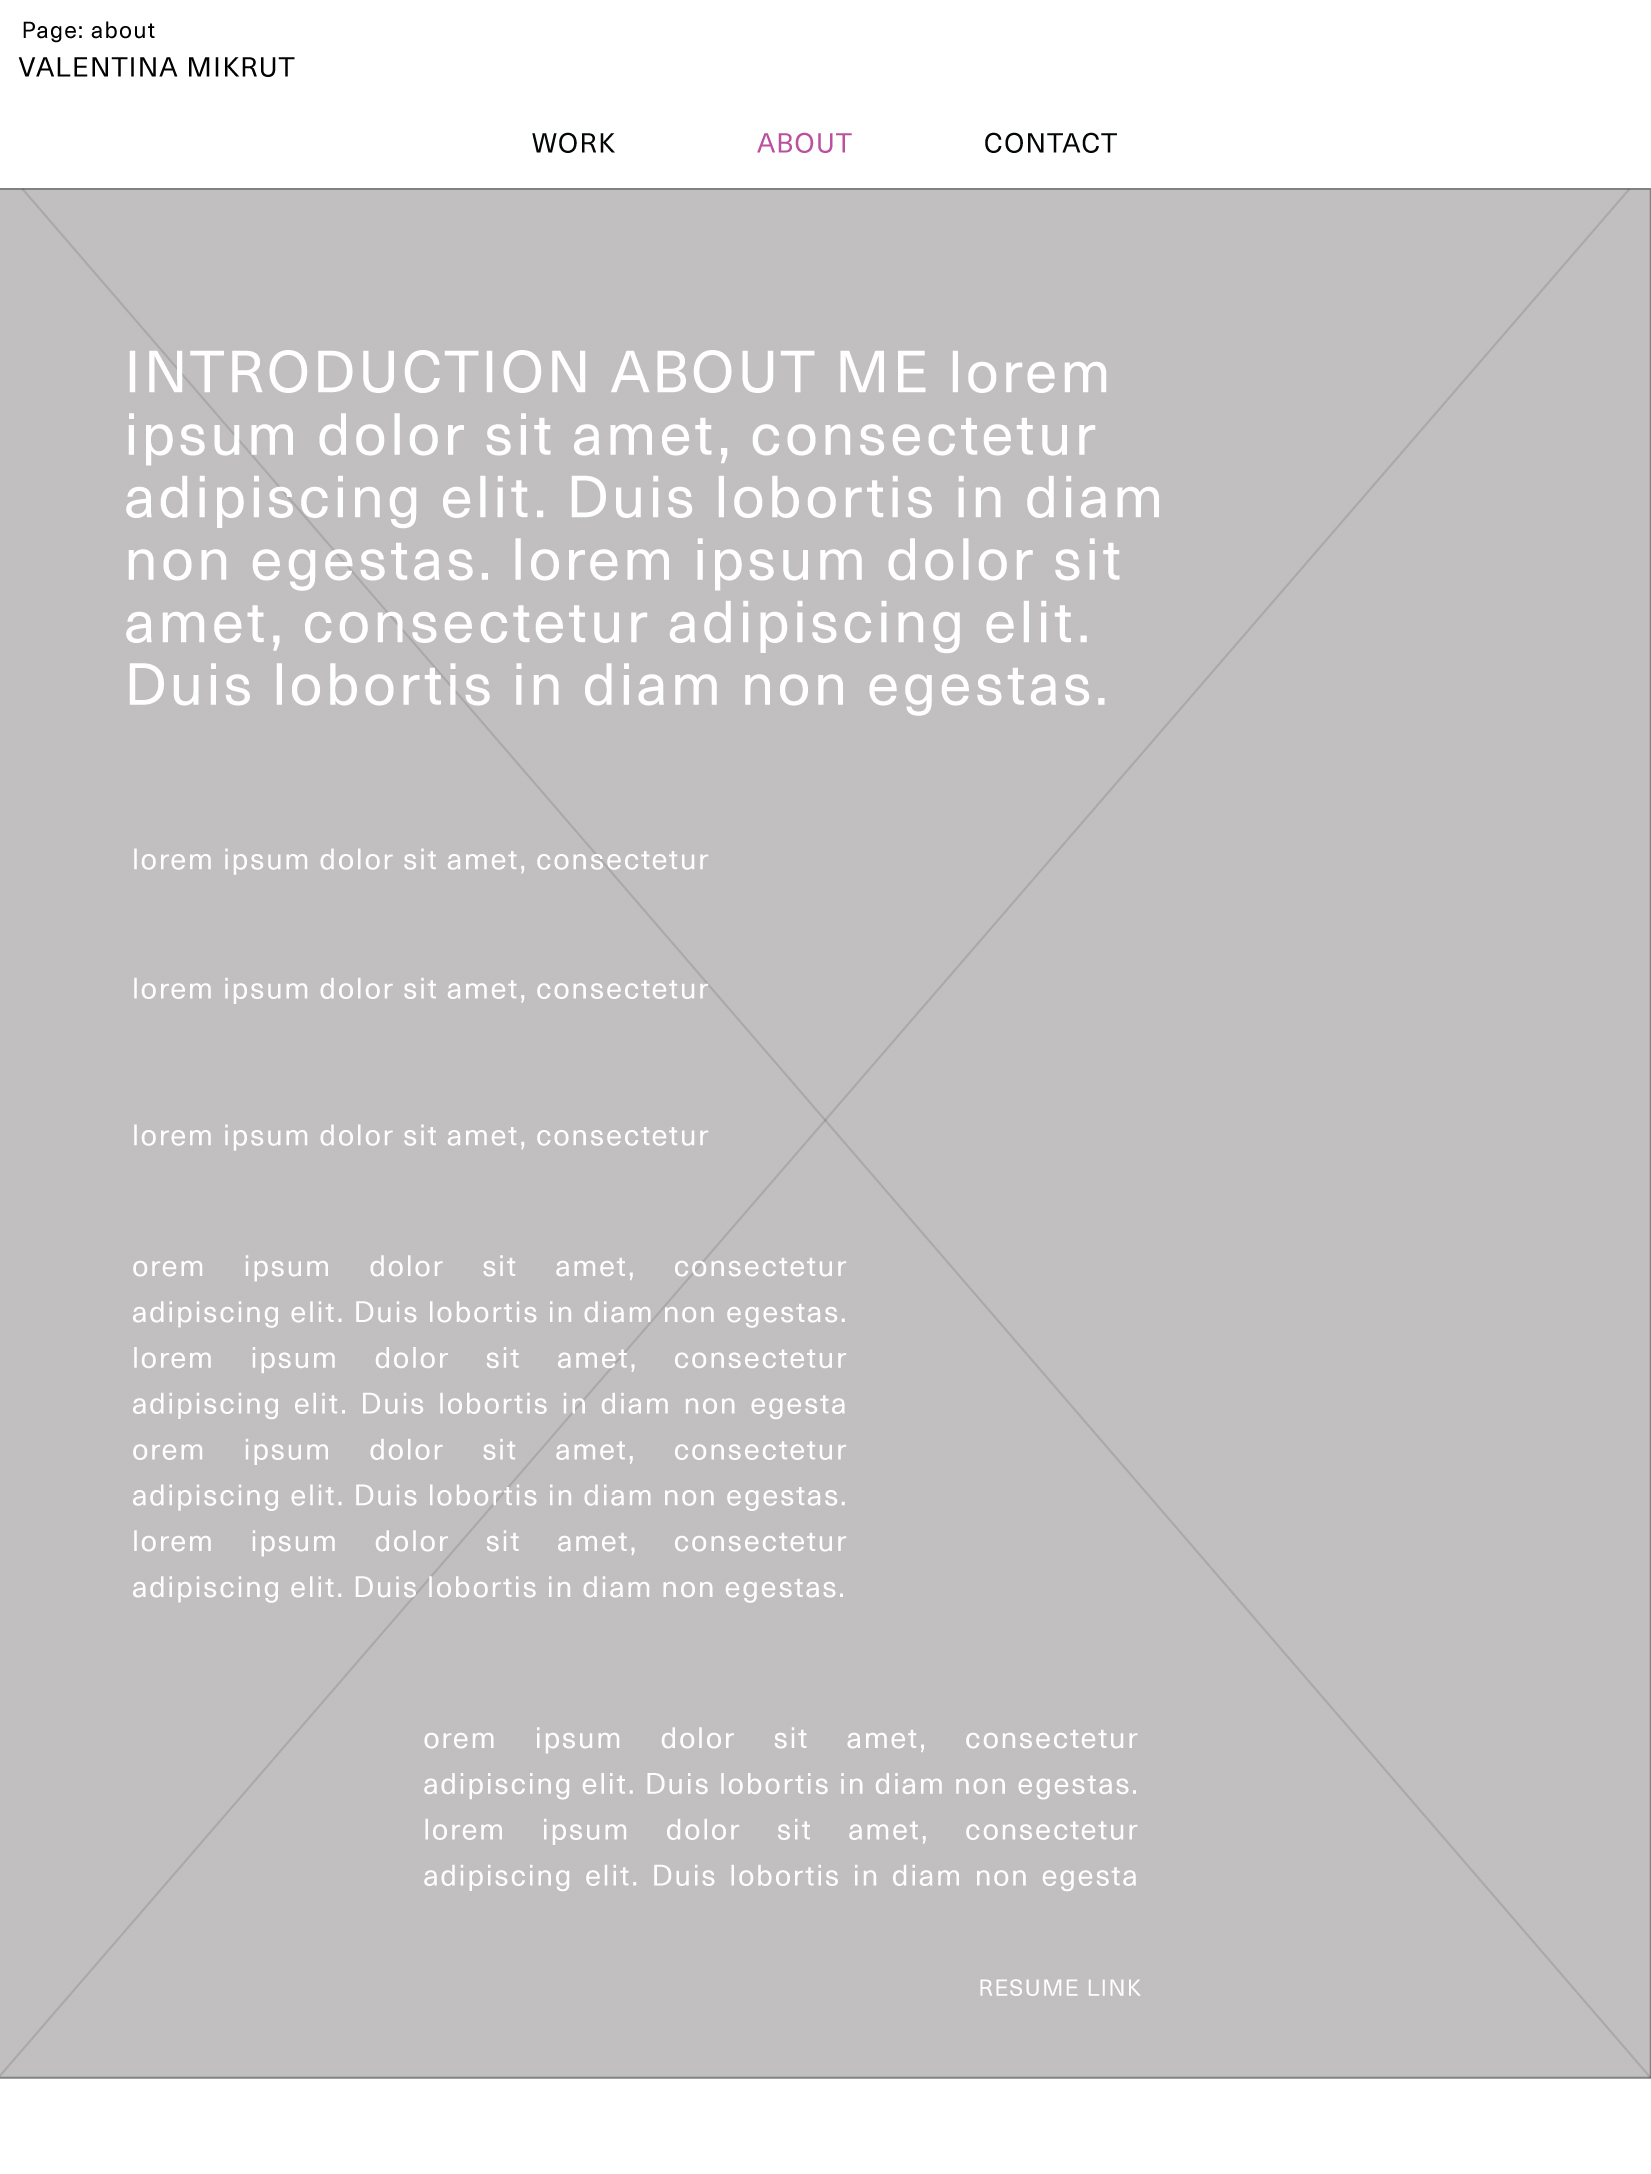 Page: about
VALENTINA MIKRUT
WORK ABOUT CONTACT
INTRODUCTION ABOUT ME lorem
ipsum dolor sit amet, consectetur
adipiscing elit. Duis lobortis in diam
non egestas. lorem ipsum dolor sit
amet, consectetur adipiscing elit.
Duis lobortis in diam non egestas.
lorem ipsum dolor sit amet, consectetur
lorem ipsum dolor sit amet, consectetur
lorem ipsum dolor sit amet, consectetur
orem ipsum dolor sit amet, consectetur
adipiscing elit. Duis lobortis in diam non egestas.
lorem ipsum dolor sit amet, consectetur
adipiscing elit. Duis lobortis in diam non egesta
orem ipsum dolor sit amet, consectetur
adipiscing elit. Duis lobortis in diam non egestas.
lorem ipsum dolor sit amet, consectetur
adipiscing elit. Duis lobortis in diam non egestas.
orem ipsum dolor sit amet, consectetur
adipiscing elit. Duis lobortis in diam non egestas.
lorem ipsum dolor sit amet, consectetur
adipiscing elit. Duis lobortis in diam non egesta
RESUME LINK